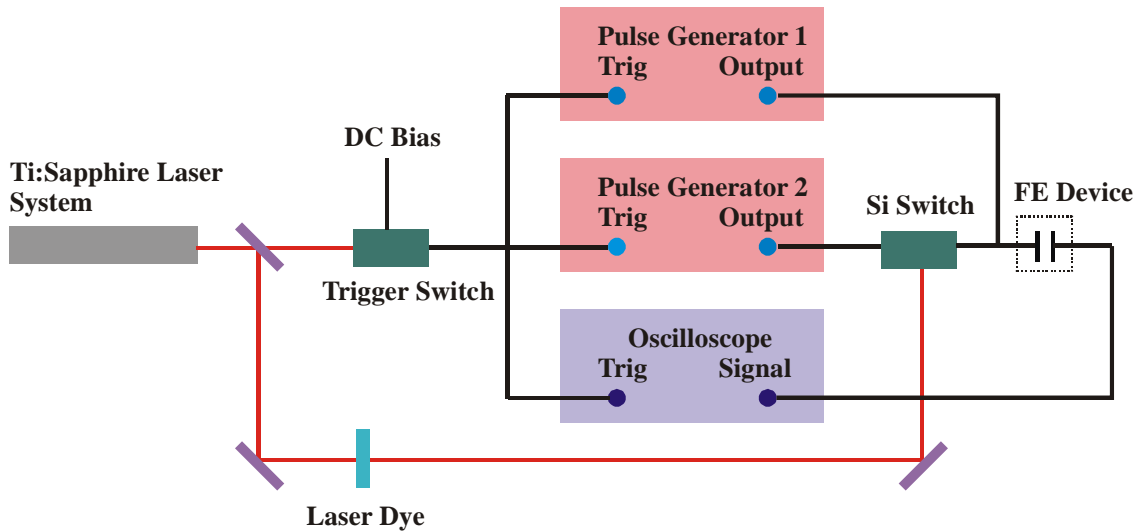 Pulse Generator 1
Trig Output
DC Bias
Ti:Sapphire Laser
System
Pulse Generator 2
Trig Output
Si Switch
FE Device
Trigger Switch
Oscilloscope
Trig Signal
Laser Dye